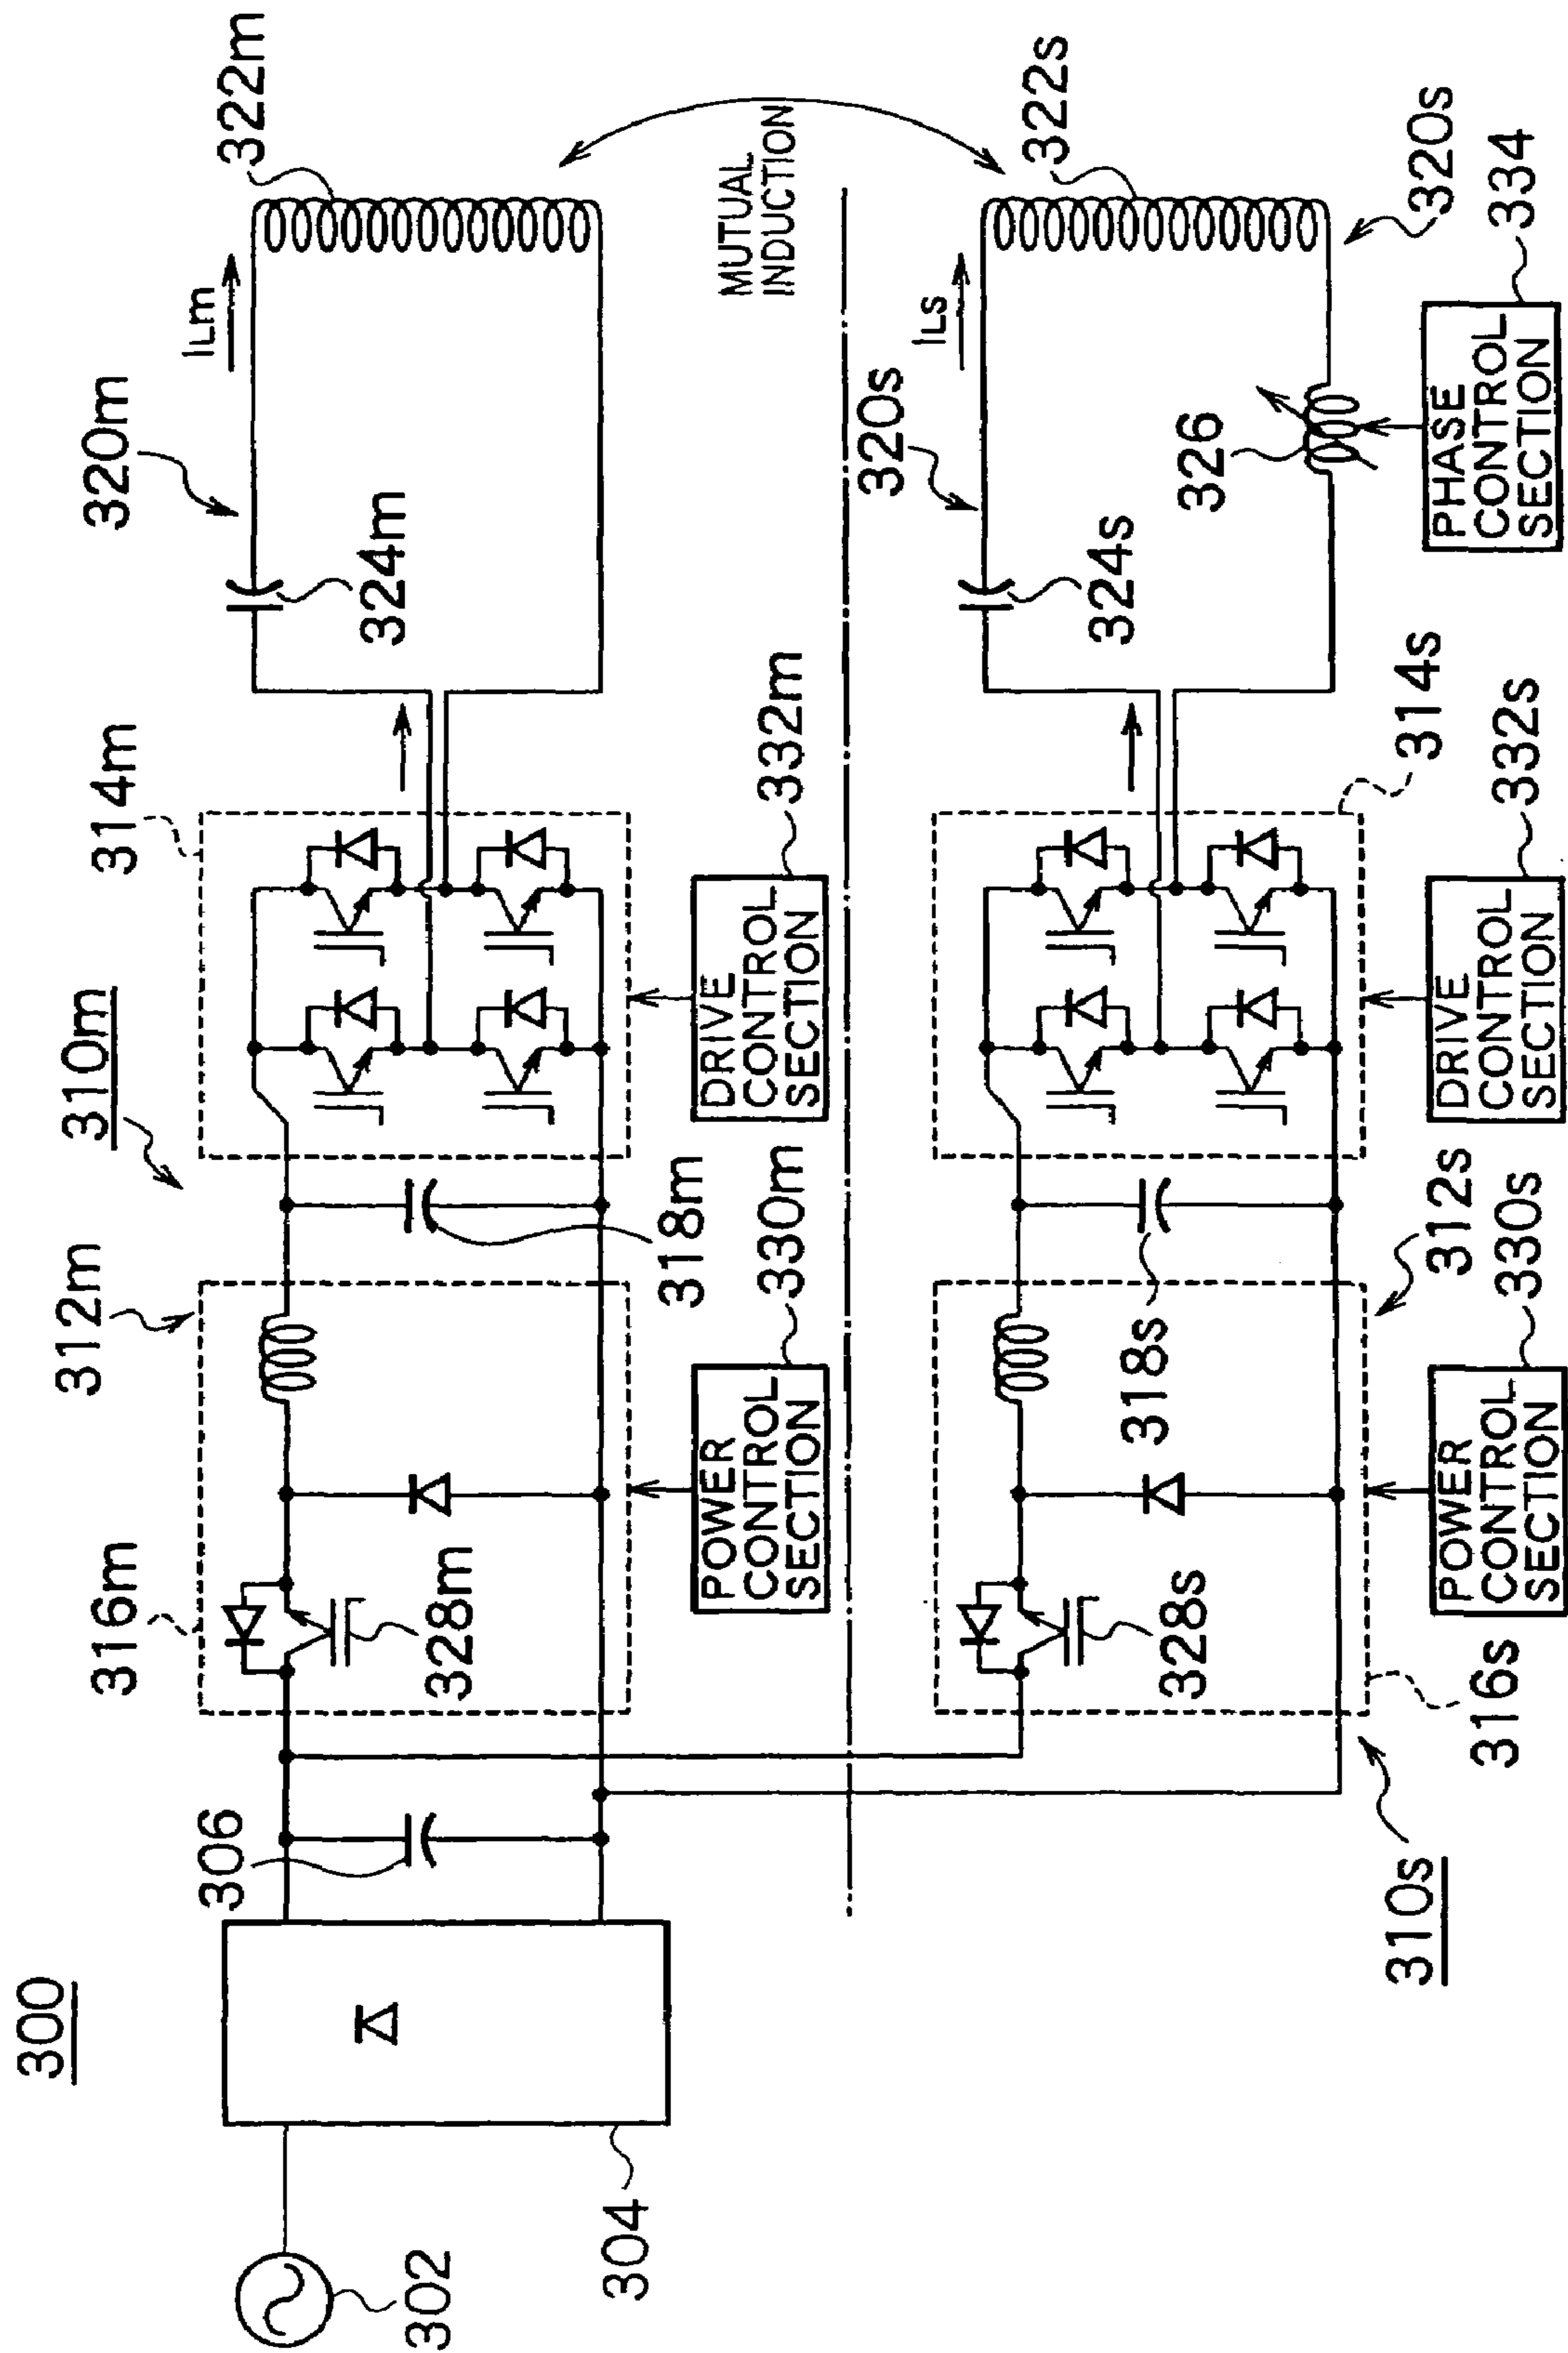 300
302
304
306
310m
312m
316m
328m
318m
314m
320m
324m
ILm
322m
POWER
CONTROL
SECTION
330m
DRIVE
CONTROL
SECTION
332m
MUTUAL
INDUCTION
310s
316s
328s
318s
312s
314s
320s
324s
ILs
322s
326
320s
POWER
CONTROL
SECTION
330s
DRIVE
CONTROL
SECTION
332s
PHASE
CONTROL
SECTION
334